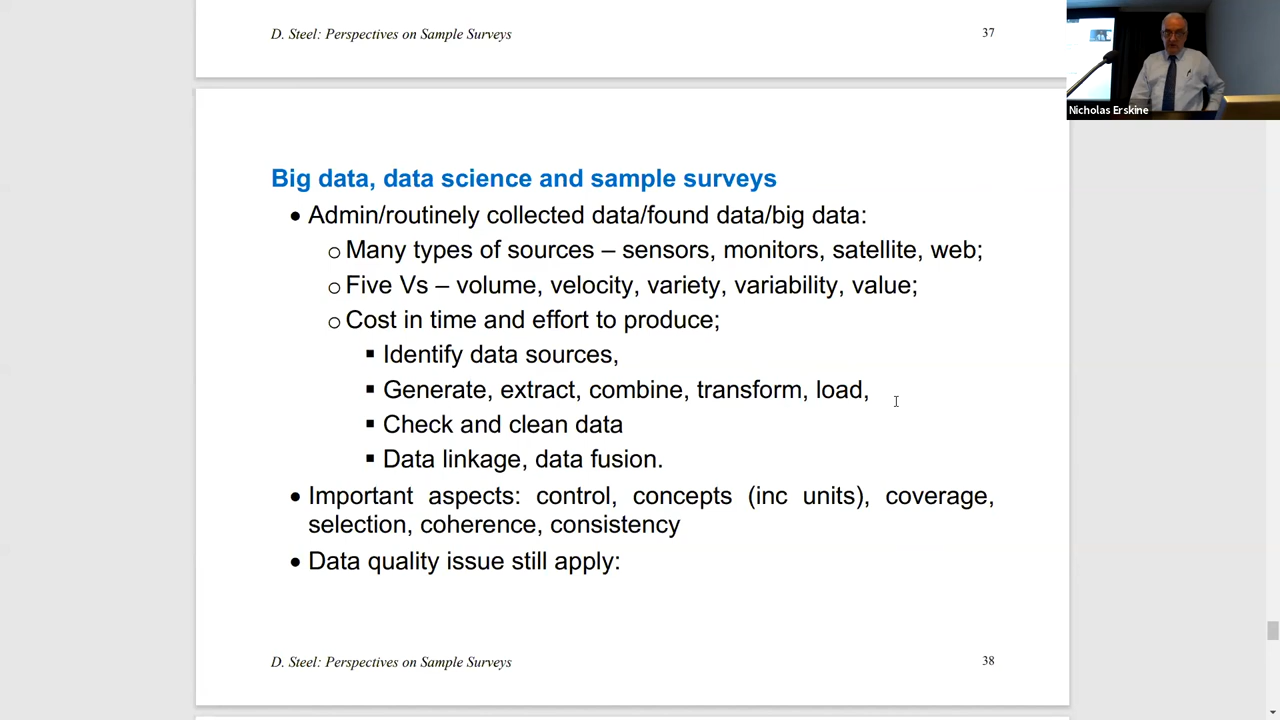 D. Steel: Perspectives on Sample Surveys 37
Nicholas Erskine
Big data, data science and sample surveys
• Admin/routinely collected data/found data/big data:
o Many types of sources – sensors, monitors, satellite, web;
o Five Vs – volume, velocity, variety, variability, value;
o Cost in time and effort to produce;
▪ Identify data sources,
▪ Generate, extract, combine, transform, load,
▪ Check and clean data
▪ Data linkage, data fusion.
• Important aspects: control, concepts (inc units), coverage,
selection, coherence, consistency
• Data quality issue still apply:
D. Steel: Perspectives on Sample Surveys 38